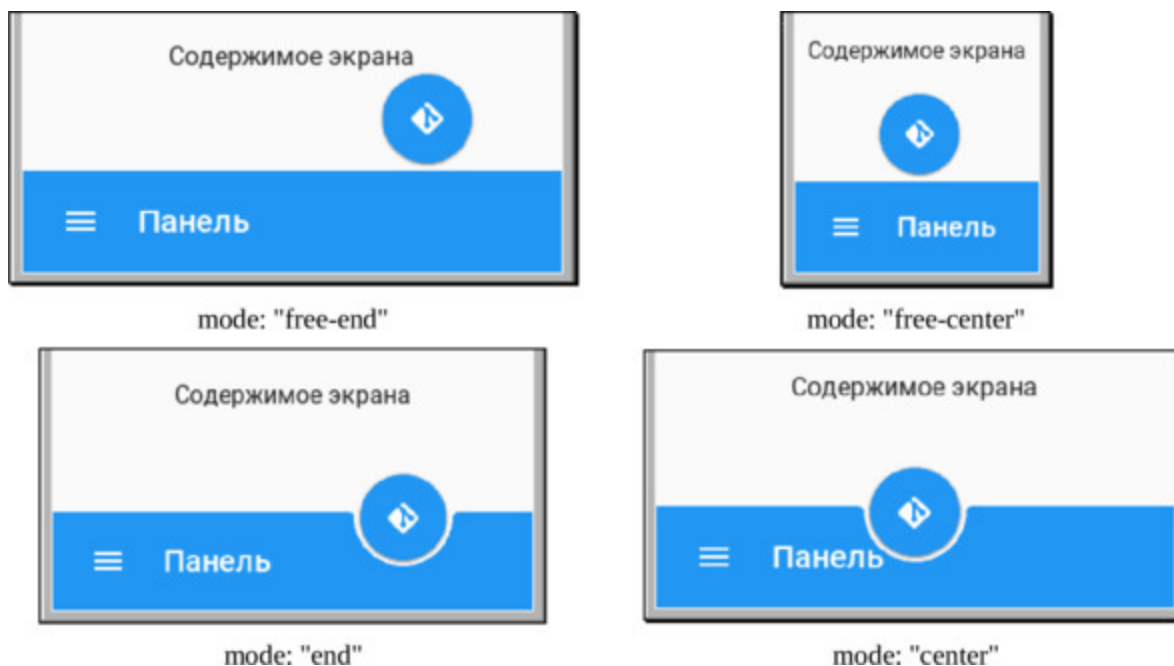 Содержимое экрана
Панель
mode: "free-end"
Содержимое экрана
Панель
mode: "free-center"
Содержимое экрана
Панель
mode: "end"
Содержимое экрана
Панель
mode: "center"